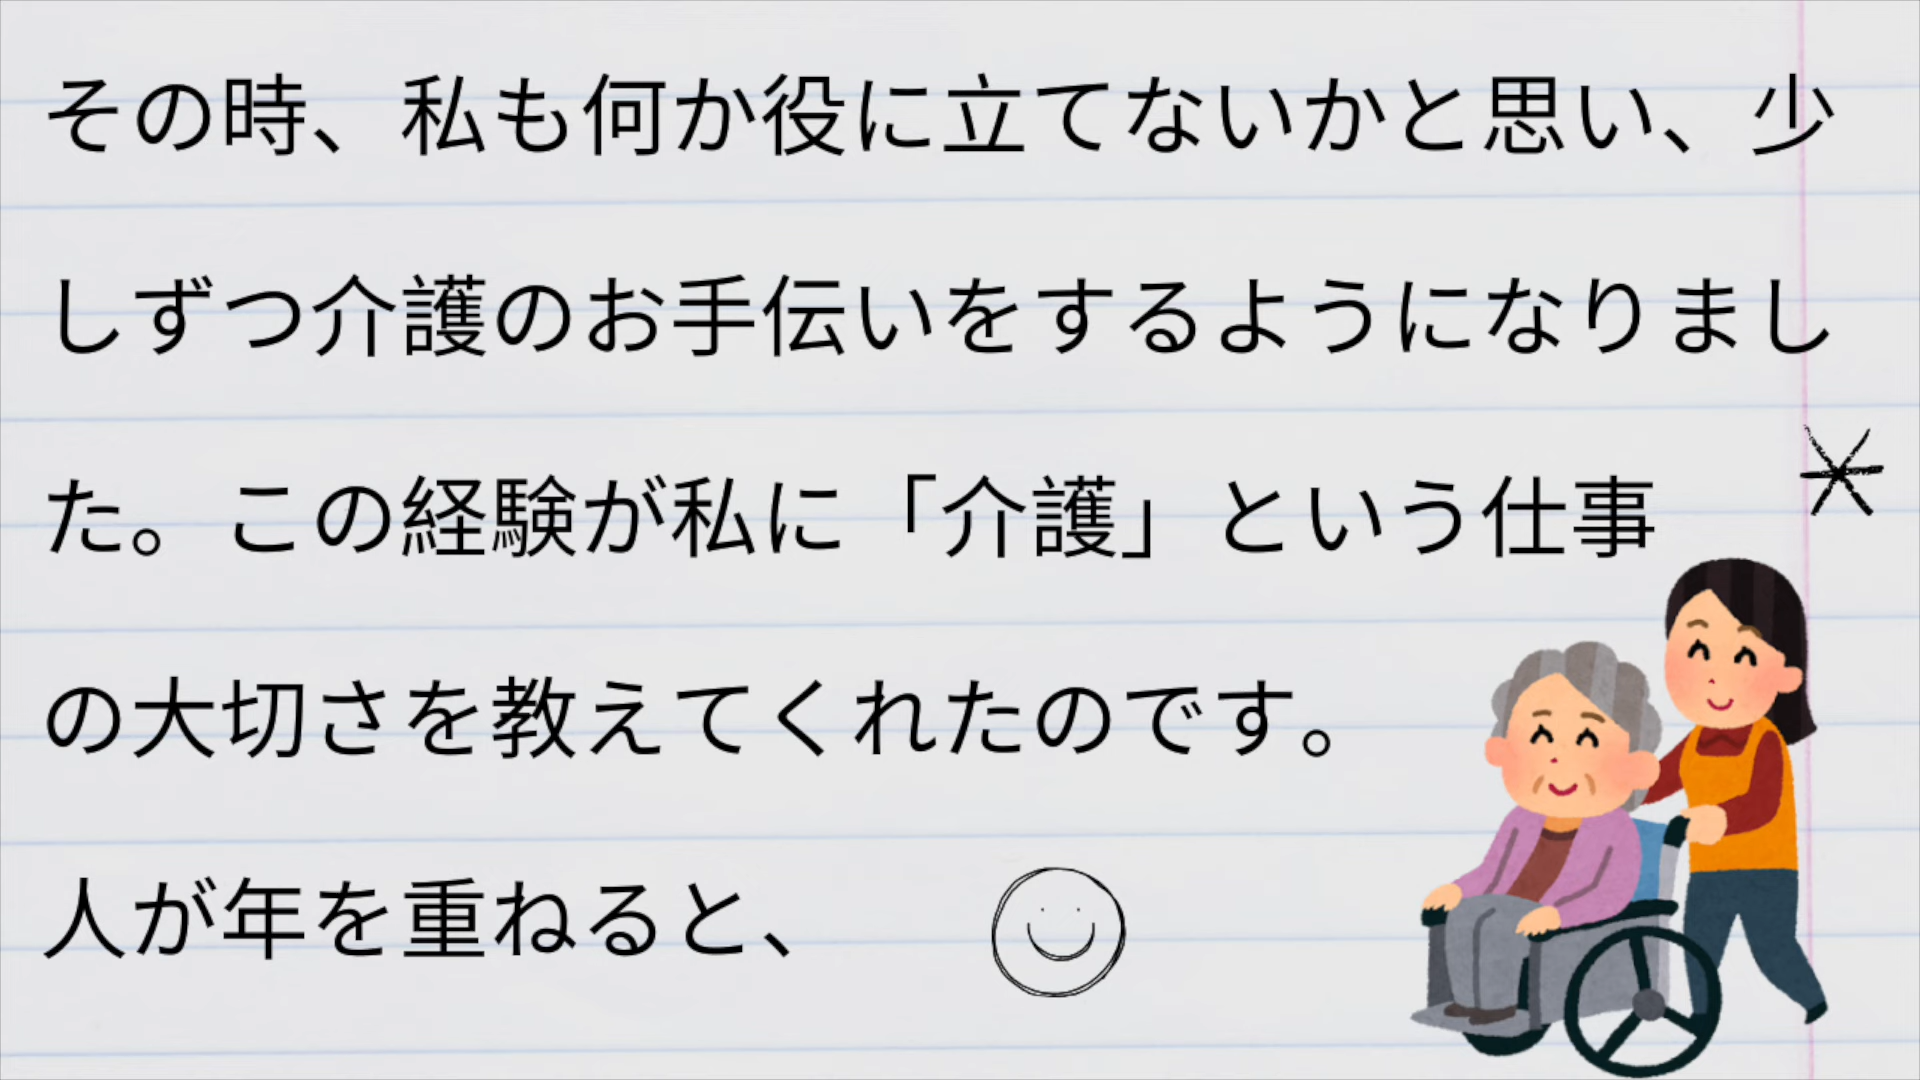 その時、私も何か役に立てないかと思い、少
しずつ介護のお手伝いをするようになりまし
た。この経験が私に「介護」という仕事
の大切さを教えてくれたのです。
人が年を重ねると、